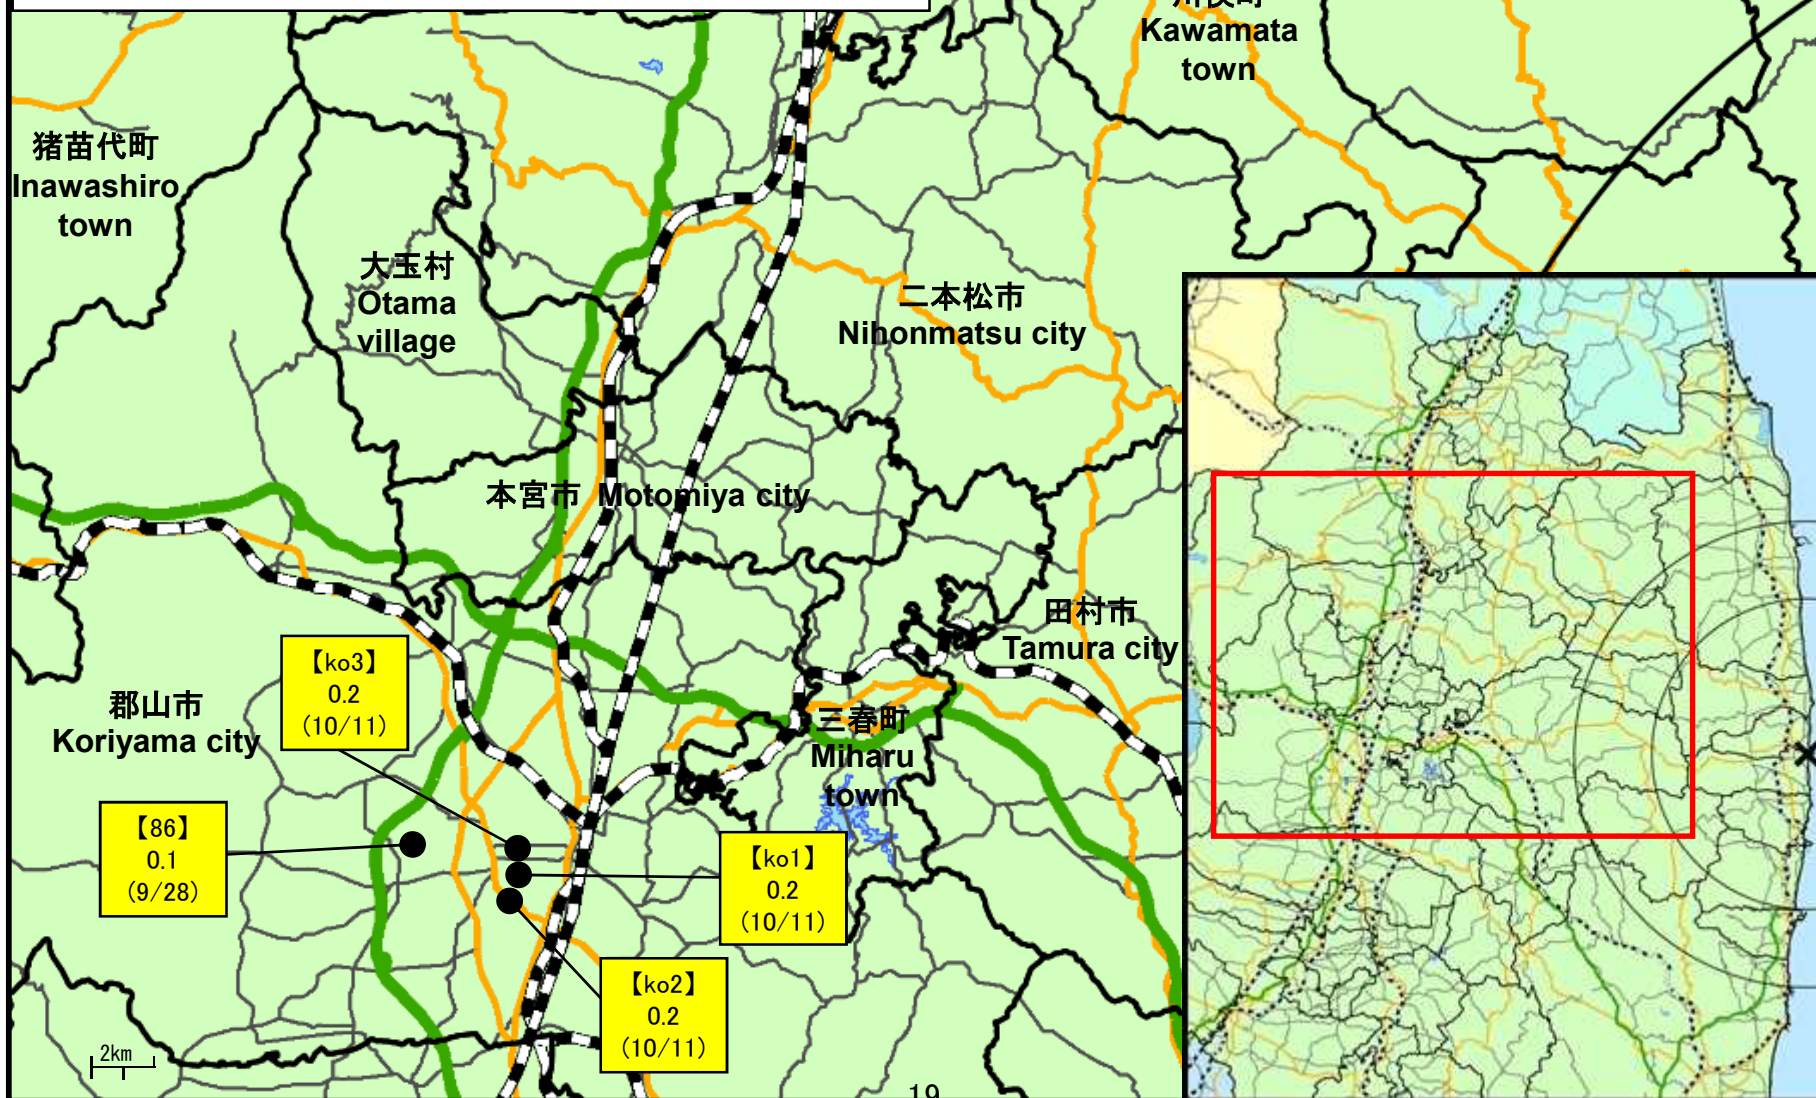 Kawamata
town
猪苗代町
Inawashiro
town
大玉村
Otama
village
二本松市
Nihonmatsu city
本宮市 Motomiya city
田村市
Tamura city
郡山市
Koriyama city
三春町
Miharu
town
【ko3】
0.2
(10/11)
【86】
0.1
(9/28)
【ko1】
0.2
(10/11)
【ko2】
0.2
(10/11)
2km
19